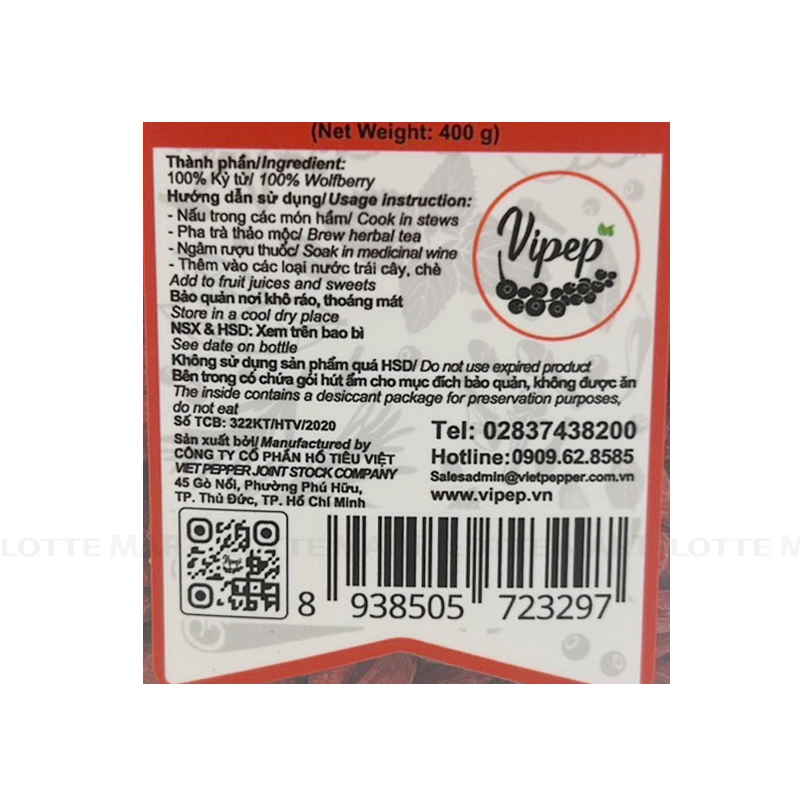 (Net Weight: 400 g)
Thành phần/Ingredient:
100% Kỷ tử/ 100% Wolfberry
Hướng dẫn sử dụng/Usage instruction:
- Nấu trong các món hầm/ Cook in stews
- Pha trà thảo mộc/ Brew herbal tea
- Ngâm rượu thuốc/ Soak in medicinal wine
- Thêm vào các loại nước trái cây, chè
Add to fruit juices and sweets
Bảo quản nơi khô ráo, thoáng mát
Store in a cool dry place
NSX & HSD: Xem trên bao bì
See date on bottle
Không sử dụng sản phẩm quá HSD/ Do not use expired product
Bên trong có chứa gói hút ẩm cho mục đích bảo quản, không được ăn
The inside contains a desiccant package for preservation purposes,
do not eat
Số TCB: 322KT/HTV/2020
Sản xuất bởi/ Manufactured by
CÔNG TY CỔ PHẦN HỒ TIÊU VIỆT
VIET PEPPER JOINT STOCK COMPANY
45 Gò Nổi, Phường Phú Hữu,
TP. Thủ Đức, TP. Hồ Chí Minh
Vipep
Tel: 02837438200
Hotline:0909.62.8585
Salesadmin@vietpepper.com.vn
www.vipep.vn
Vipep
8 938505 723297
LOTTE MART LOTTE MART LOTTE MART